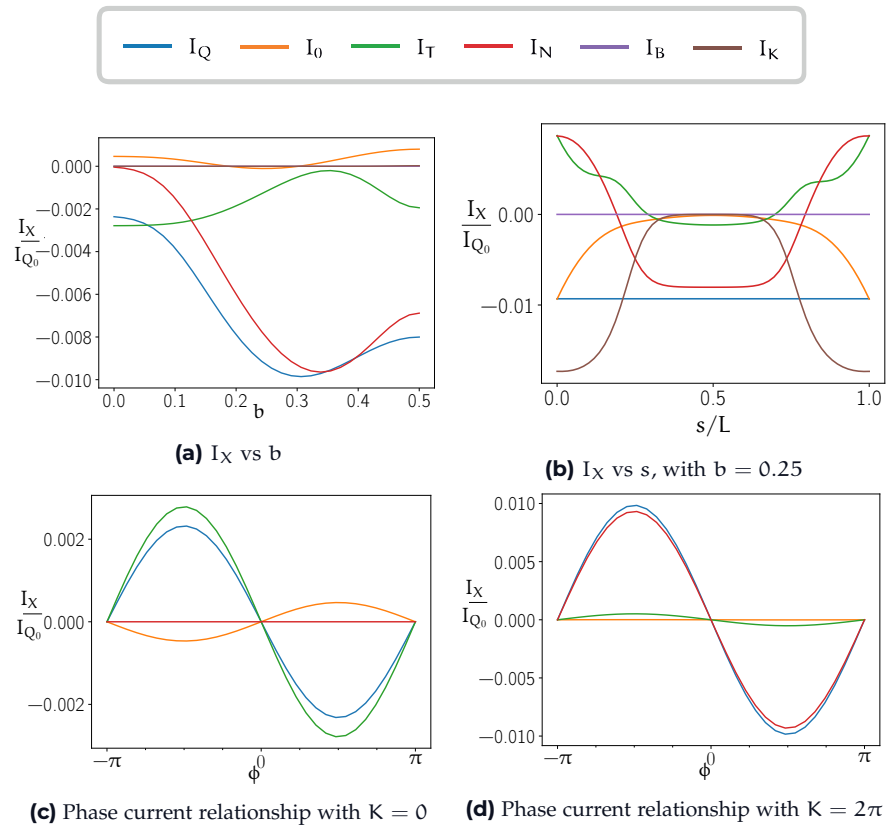 I_Q I_0 I_T I_N I_B I_K
0.000
−0.002
−0.004
−0.006
−0.008
−0.010
I_X
I_Q₀
0.0 0.1 0.2 0.3 0.4 0.5
b
(a) I_X vs b
0.00
−0.01
I_X
I_Q₀
0.0 0.5 1.0
s/L
(b) I_X vs s, with b = 0.25
0.002
0.000
−0.002
I_X
I_Q₀
−π 0 π
ϕ
(c) Phase current relationship with K = 0
0.010
0.005
0.000
−0.005
−0.010
I_X
I_Q₀
−π 0 π
ϕ
(d) Phase current relationship with K = 2π